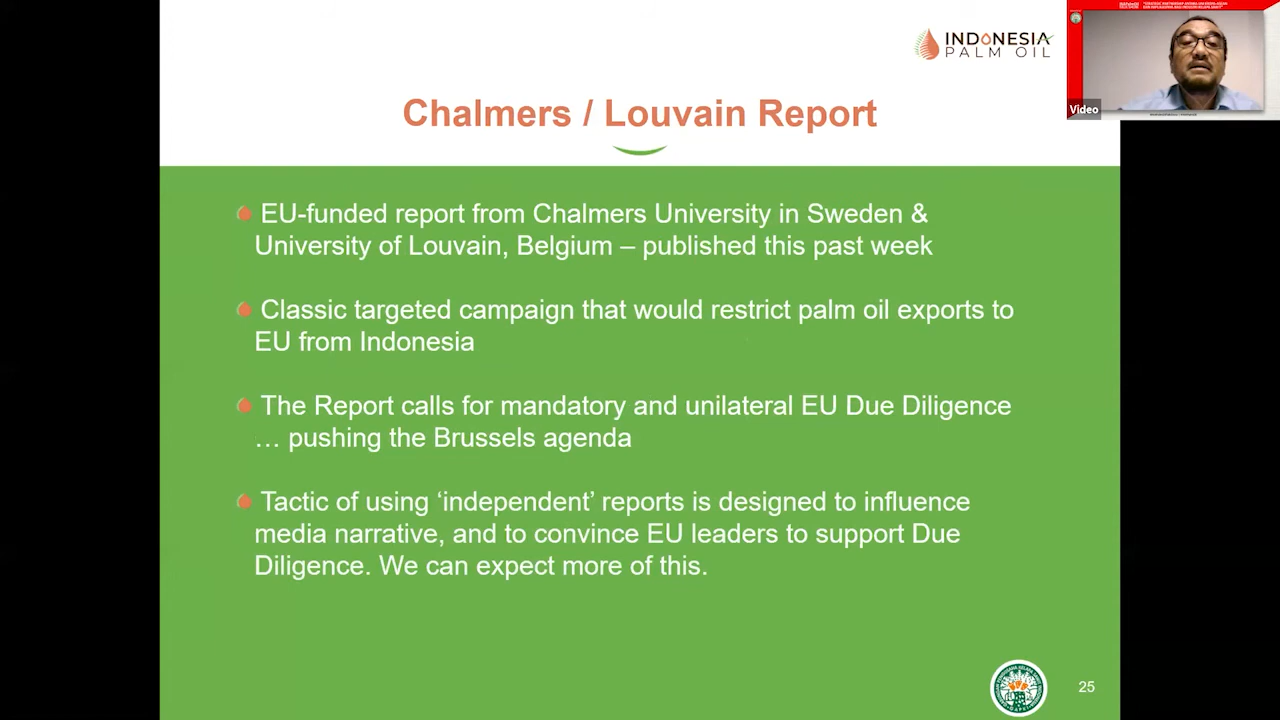 INDONESIA
PALM OIL
Video
Chalmers / Louvain Report
EU-funded report from Chalmers University in Sweden &
University of Louvain, Belgium – published this past week
Classic targeted campaign that would restrict palm oil exports to
EU from Indonesia
The Report calls for mandatory and unilateral EU Due Diligence
… pushing the Brussels agenda
Tactic of using ‘independent’ reports is designed to influence
media narrative, and to convince EU leaders to support Due
Diligence. We can expect more of this.
25